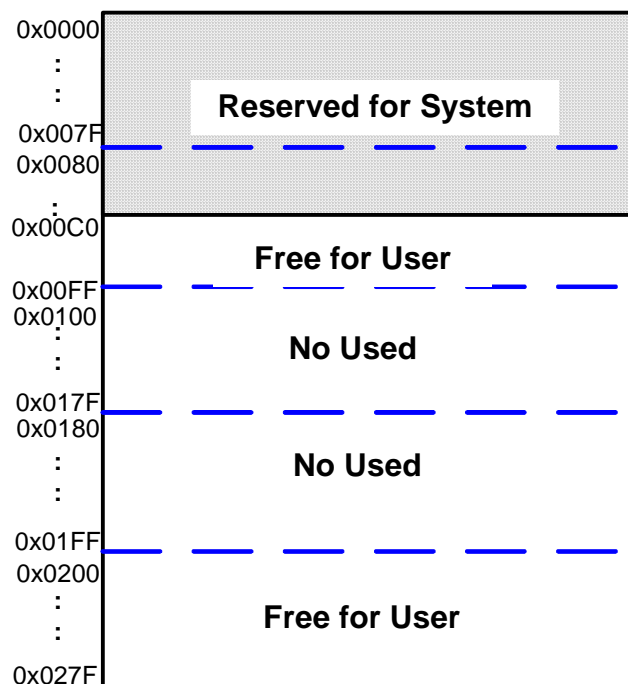 0x0000
:
:
Reserved for System
0x007F
0x0080
:
0x00C0
Free for User
0x00FF
0x0100
:
No Used
:
0x017F
0x0180
:
No Used
:
0x01FF
0x0200
:
Free for User
:
0x027F